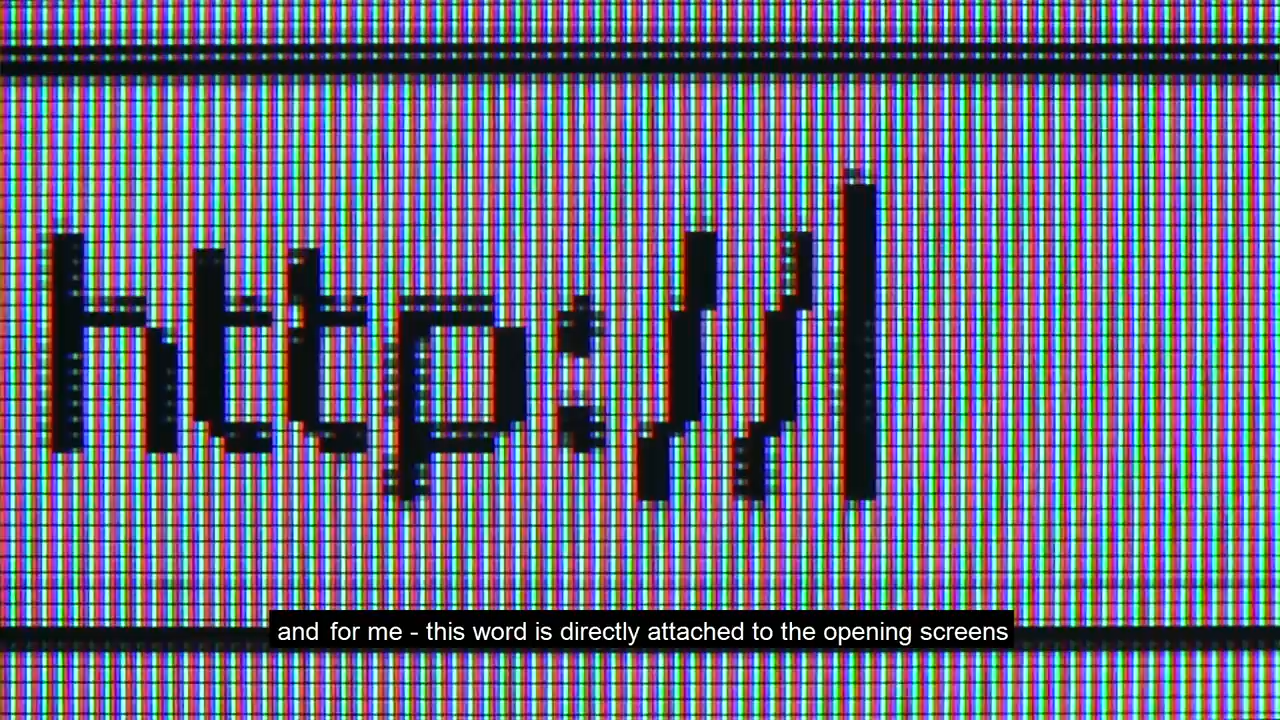 http://
and for me - this word is directly attached to the opening screens